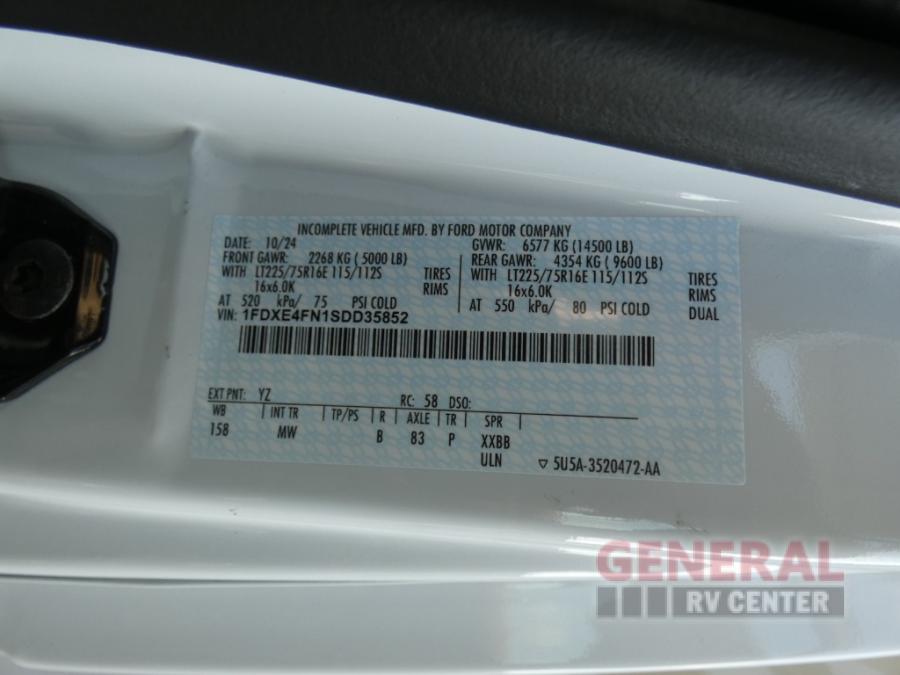 INCOMPLETE VEHICLE MFD. BY FORD MOTOR COMPANY
DATE: 10/24 GVWR: 6577 KG (14500 LB)
FRONT GAWR: 2268 KG ( 5000 LB) REAR GAWR: 4354 KG ( 9600 LB)
WITH LT225/75R16E 115/112S TIRES WITH LT225/75R16E 115/112S TIRES
16x6.0K RIMS 16x6.0K RIMS
AT 520 kPa/ 75 PSI COLD AT 550 kPa/ 80 PSI COLD DUAL
VIN: 1FDXE4FN1SDD35852
EXT PNT: YZ RC: 58 DSO:
WB INT TR TP/PS R AXLE TR SPR
158 MW B 83 P XXBB
ULN ▽ 5U5A-3520472-AA
GENERAL
RV CENTER